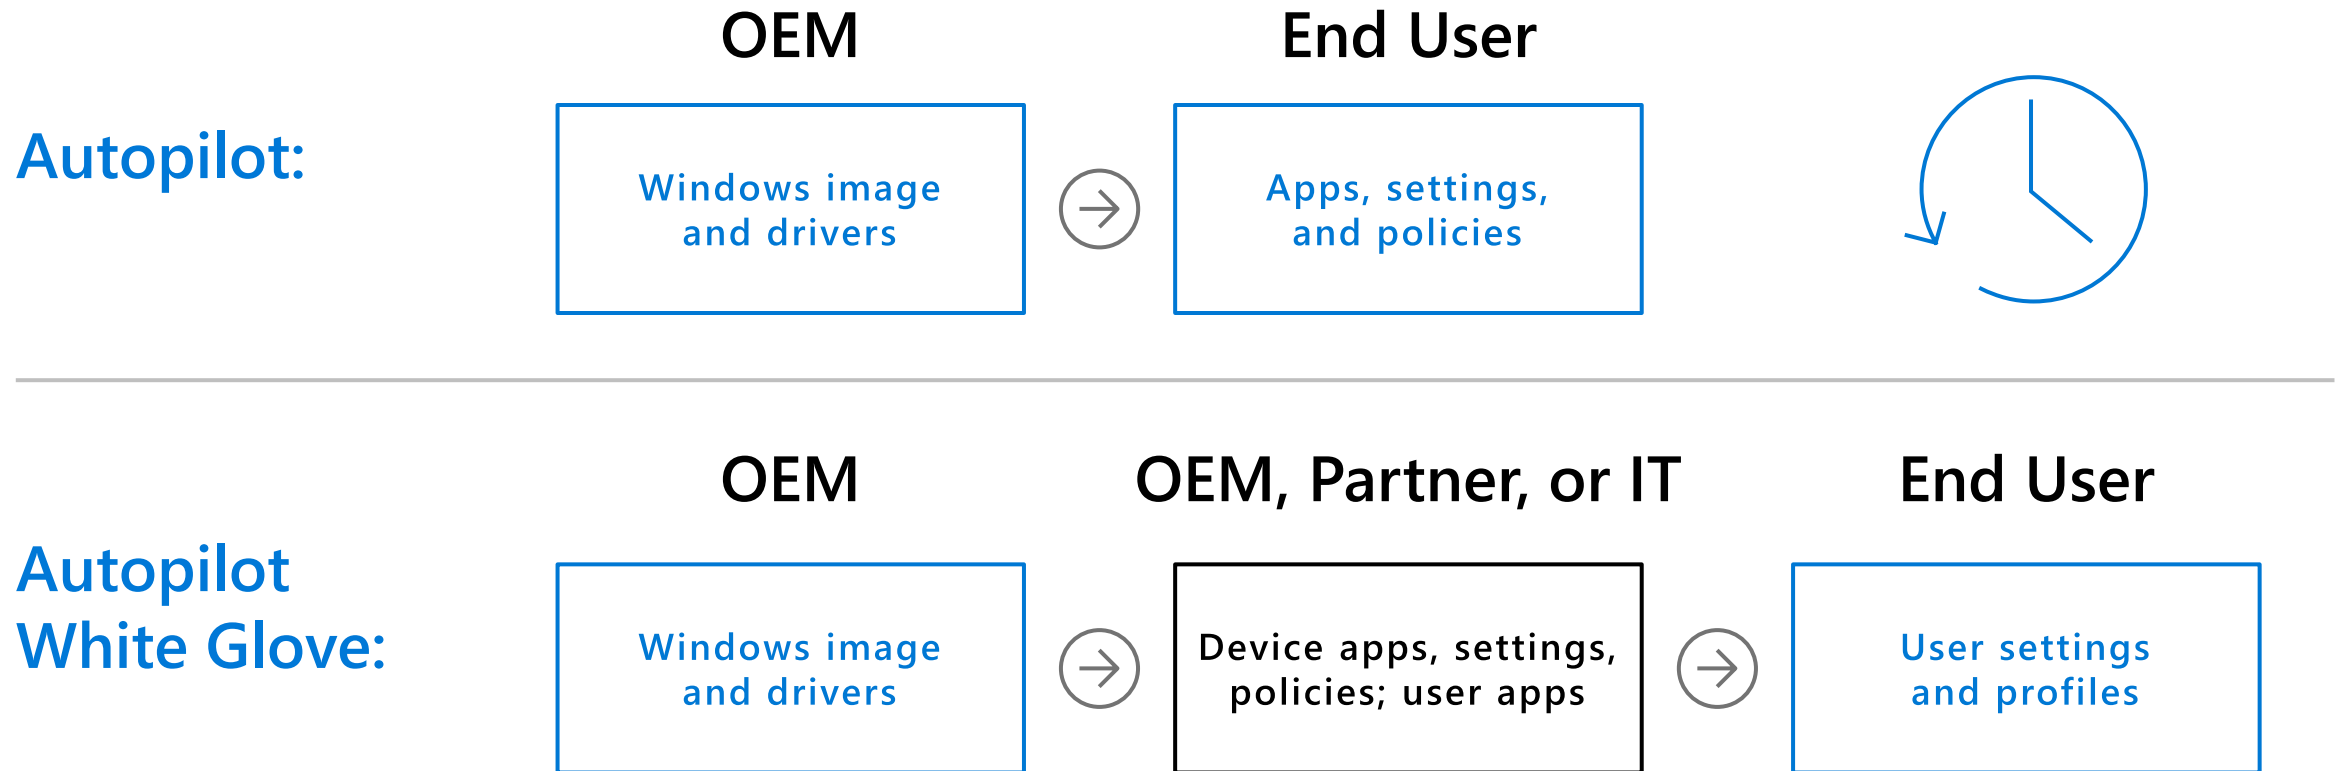 OEM
End User
Autopilot:
Windows image
and drivers
Apps, settings,
and policies
OEM
OEM, Partner, or IT
End User
Autopilot
White Glove:
Windows image
and drivers
Device apps, settings,
policies; user apps
User settings
and profiles